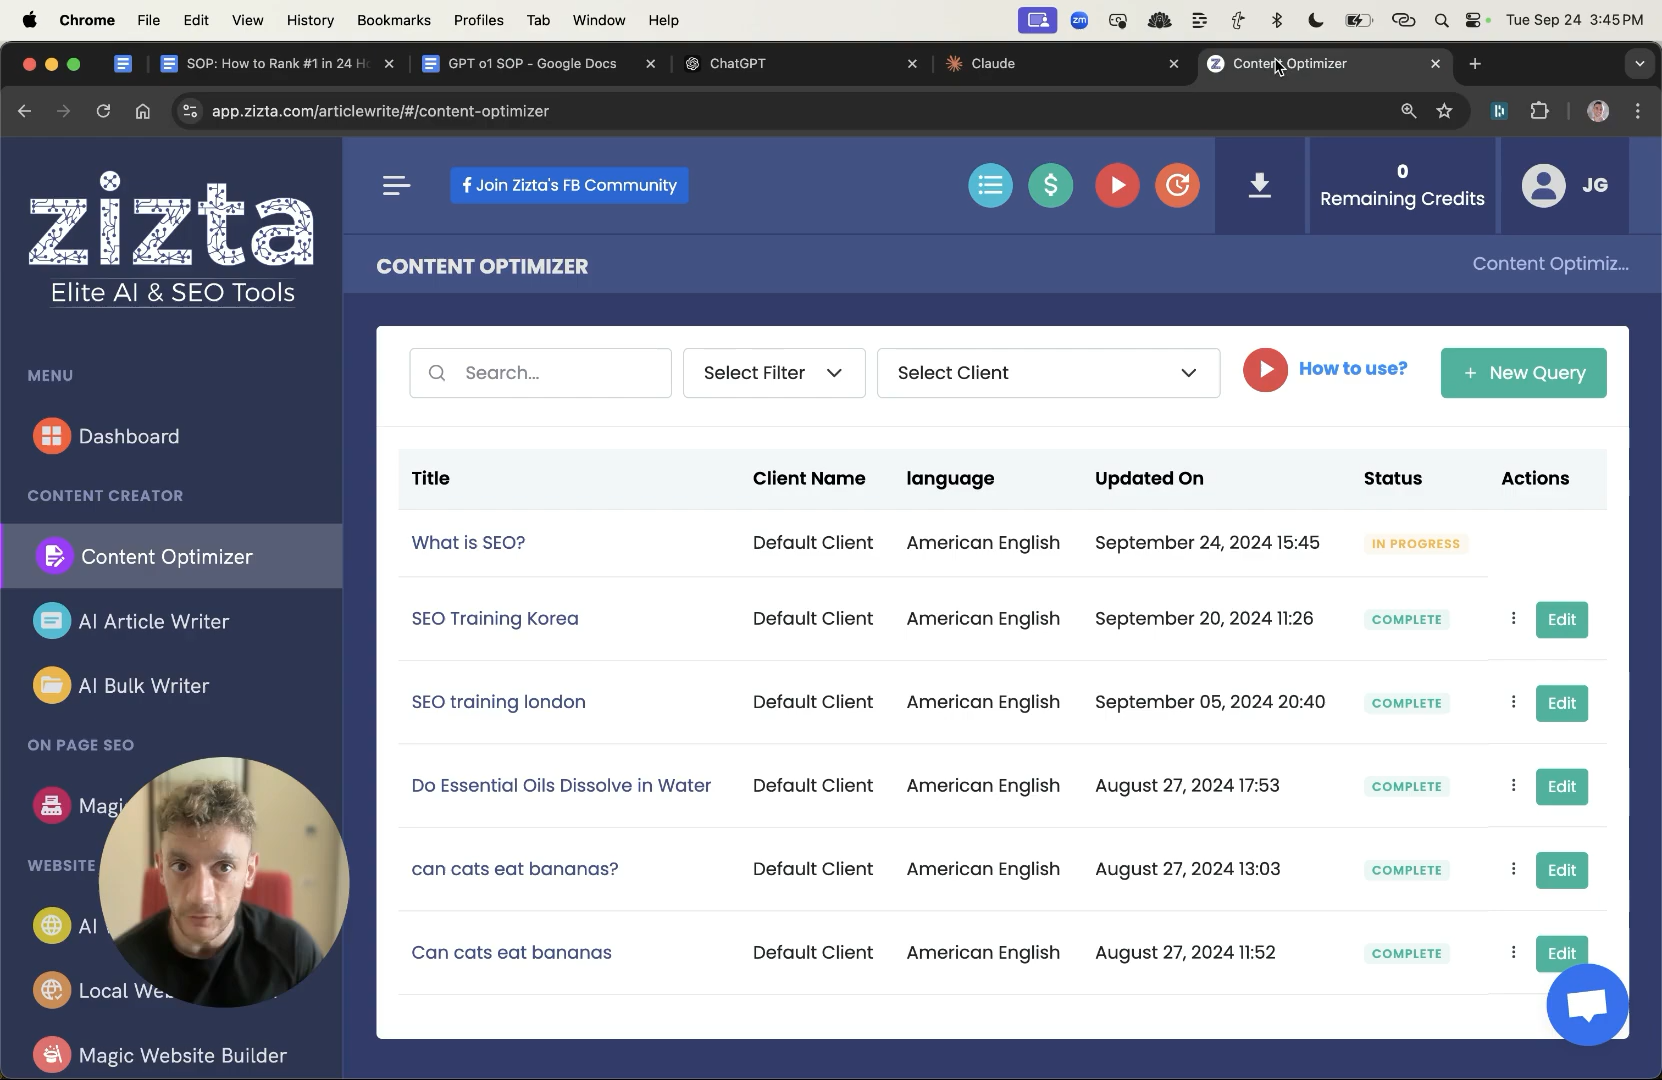 Chrome File Edit View History Bookmarks Profiles Tab Window Help zm Tue Sep 24 3:45 PM
SOP: How to Rank #1 in 24 Ho GPT o1 SOP - Google Docs ChatGPT Claude Content Optimizer
app.zizta.com/articlewrite/#/content-optimizer
zizta
Elite AI & SEO Tools
Join Zizta's FB Community
0
Remaining Credits
JG
CONTENT OPTIMIZER
Content Optimiz...
MENU
Dashboard
CONTENT CREATOR
Content Optimizer
AI Article Writer
AI Bulk Writer
ON PAGE SEO
Magic
WEBSITE
AI
Local We
Magic Website Builder
Search... Select Filter Select Client How to use? + New Query
Title Client Name language Updated On Status Actions
What is SEO? Default Client American English September 24, 2024 15:45 IN PROGRESS
SEO Training Korea Default Client American English September 20, 2024 11:26 COMPLETE Edit
SEO training london Default Client American English September 05, 2024 20:40 COMPLETE Edit
Do Essential Oils Dissolve in Water Default Client American English August 27, 2024 17:53 COMPLETE Edit
can cats eat bananas? Default Client American English August 27, 2024 13:03 COMPLETE Edit
Can cats eat bananas Default Client American English August 27, 2024 11:52 COMPLETE Edit